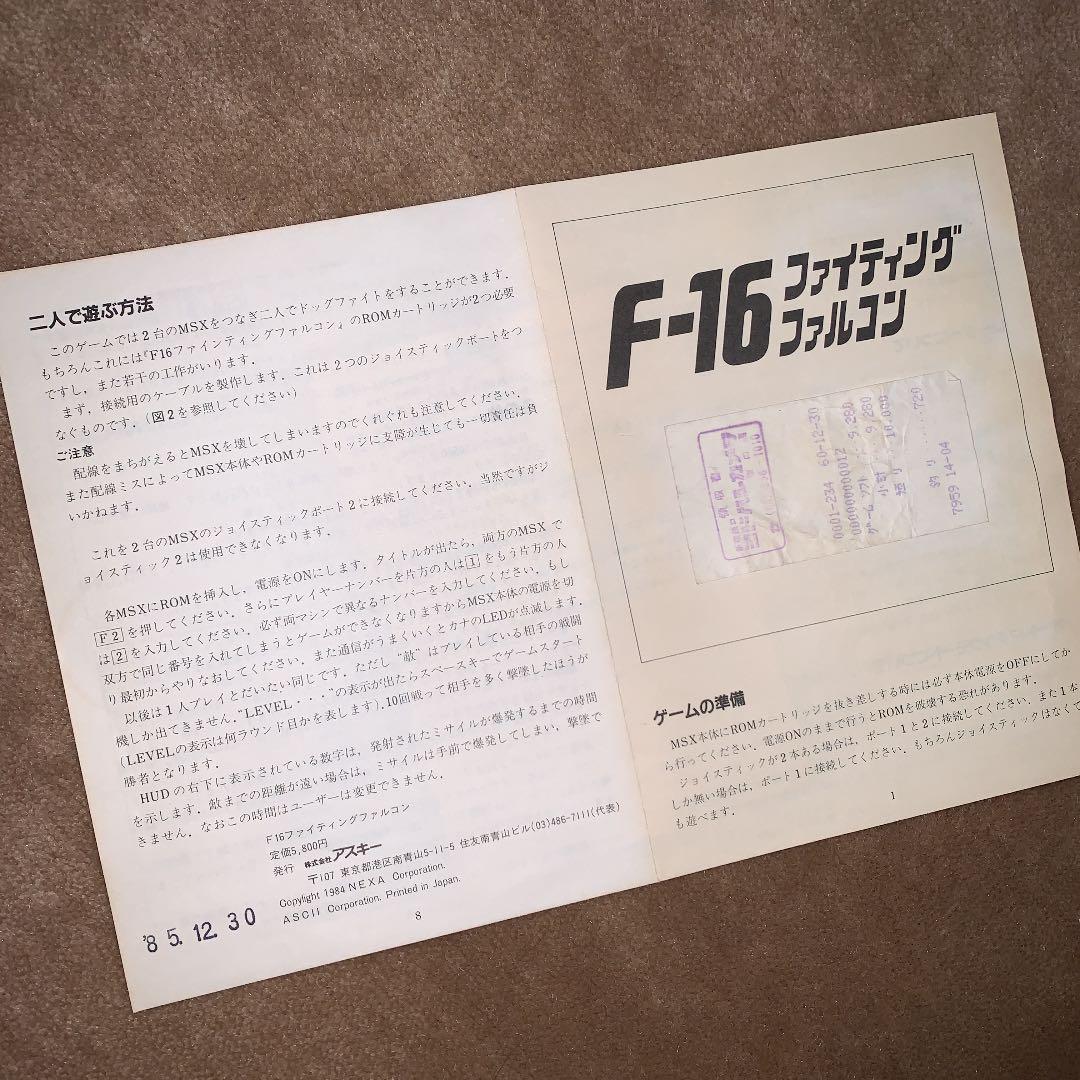 二人で遊ぶ方法
このゲームでは2台のMSXをつなぎ二人でドッグファイトをすることができます．
もちろんこれには『F16ファインティングファルコン』のROMカートリッジが2つ必要
ですし，また若干の工作がいります．
まず，接続用のケーブルを製作します．これは2つのジョイスティックポートをつ
なぐものです．(図2を参照してください)
ご注意
配線をまちがえるとMSXを壊してしまいますのでくれぐれも注意してください．
また配線ミスによってMSX本体やROMカートリッジに支障が生じても一切責任は負
いかねます．
これを2台のMSXのジョイスティックポート2に接続してください．当然ですがジ
ョイスティック2は使用できなくなります．
各MSXにROMを挿入し，電源をONにします．タイトルが出たら，両方のMSXで
F2を押してください．さらにプレイヤーナンバーを片方の人は1をもう片方の人
は2を入力してください．必ず両マシンで異なるナンバーを入力してください．もし
双方で同じ番号を入れてしまうとゲームができなくなりますからMSX本体の電源を切
り最初からやりなおしてください．また通信がうまくいくとカナのLEDが点滅します．
以後は1人プレイとだいたい同じです．ただし“敵”はプレイしている相手の戦闘
機しか出てきません．“LEVEL・・・”の表示が出たらスペースキーでゲームスタート
(LEVELの表示は何ラウンド目かを表します)．10回戦って相手を多く撃墜したほうが
勝者となります．
HUDの右下に表示されている数字は，発射されたミサイルが爆発するまでの時間
を示します．敵までの距離が遠い場合は，ミサイルは手前で爆発してしまい，撃墜で
きません．なおこの時間はユーザーは変更できません．
F16ファイティングファルコン
定価5,800円
発行 株式会社アスキー
〒107 東京都港区南青山5-11-5 住友南青山ビル(03)486-7111(代表)
Copylight 1984 NEXA Corporation.
ASCII Corporation. Printed in Japan.
'85.12.30
8
F-16 ファイティング
ファルコン
領収書
0001-234 60-12-30
000000000012 9,280
ゲームソフト 9,280
小計
10,000
釣り ・・・・・720
7959 14-04
ゲームの準備
MSX本体にROMカートリッジを抜き差しする時には必ず本体電源をOFFにしてか
ら行ってください．電源ONのままで行うとROMを破壊する恐れがあります．
ジョイスティックが2本ある場合は，ポート1と2に接続してください．また1本
しか無い場合は，ポート1に接続してください．もちろんジョイスティックはなくて
も遊べます．
1